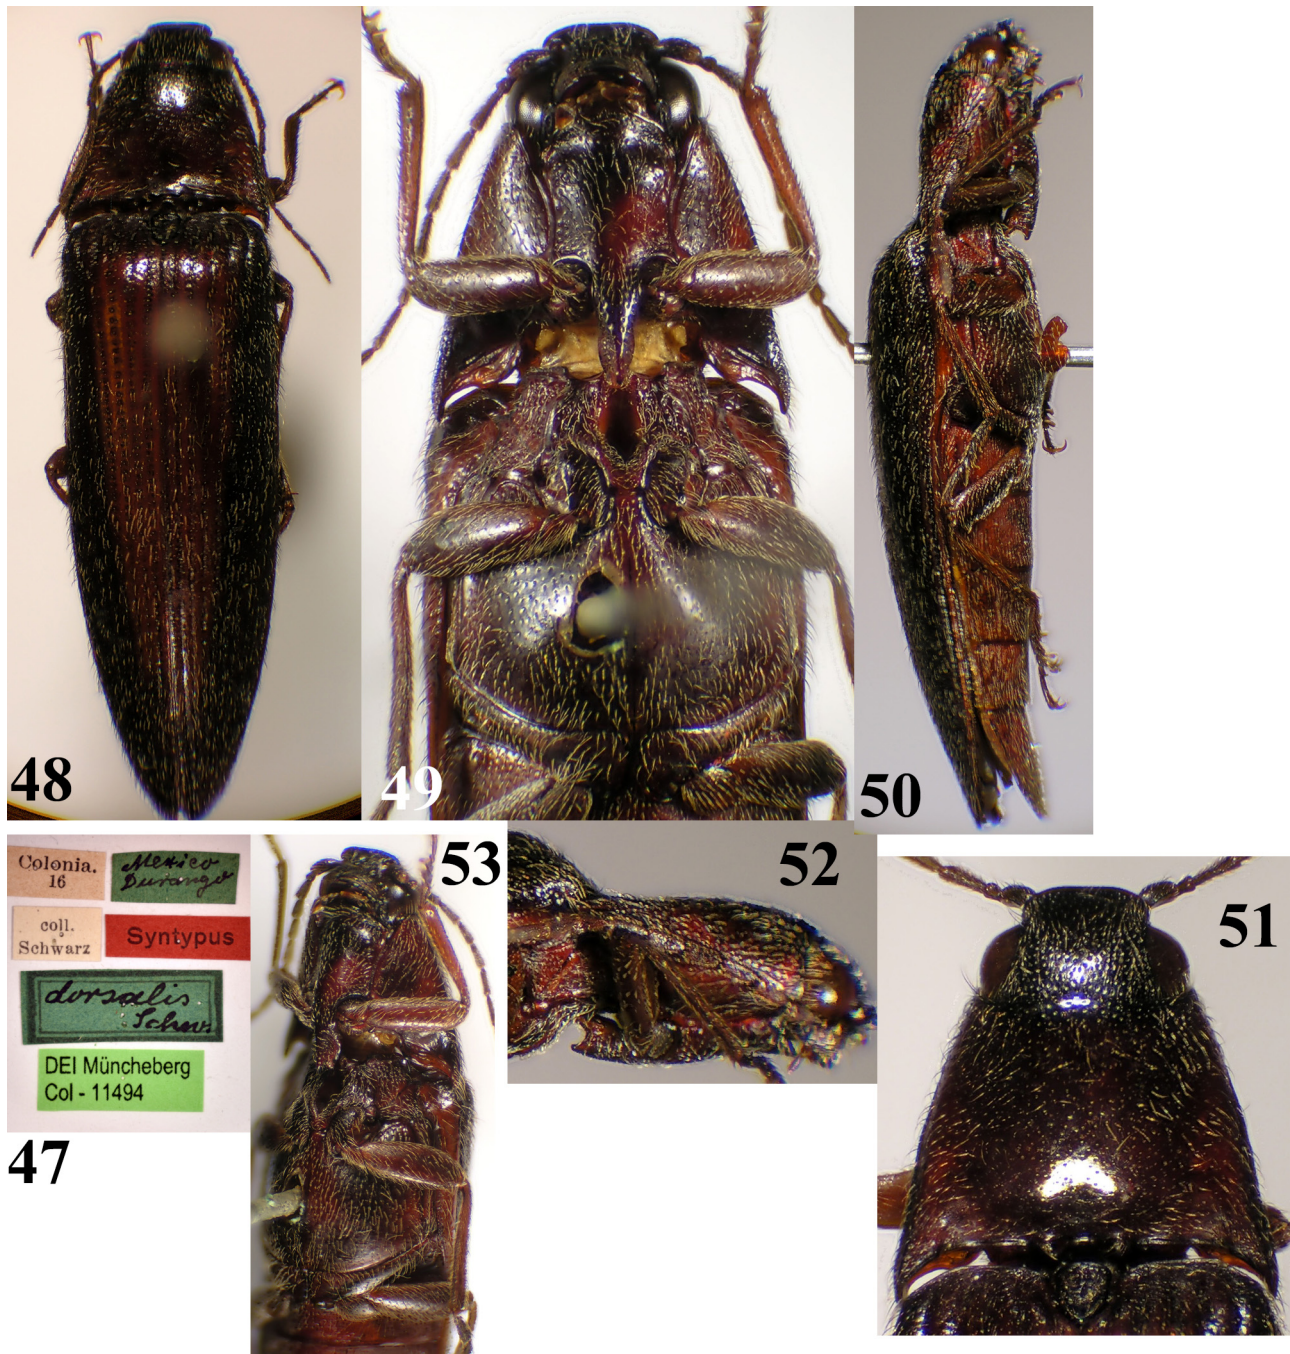 48
49
50
Colonia.
16
Mexico
Durango
coll.
Schwarz
Syntypus
dorsalis
Schw.
DEI Müncheberg
Col - 11494
47
53
52
51